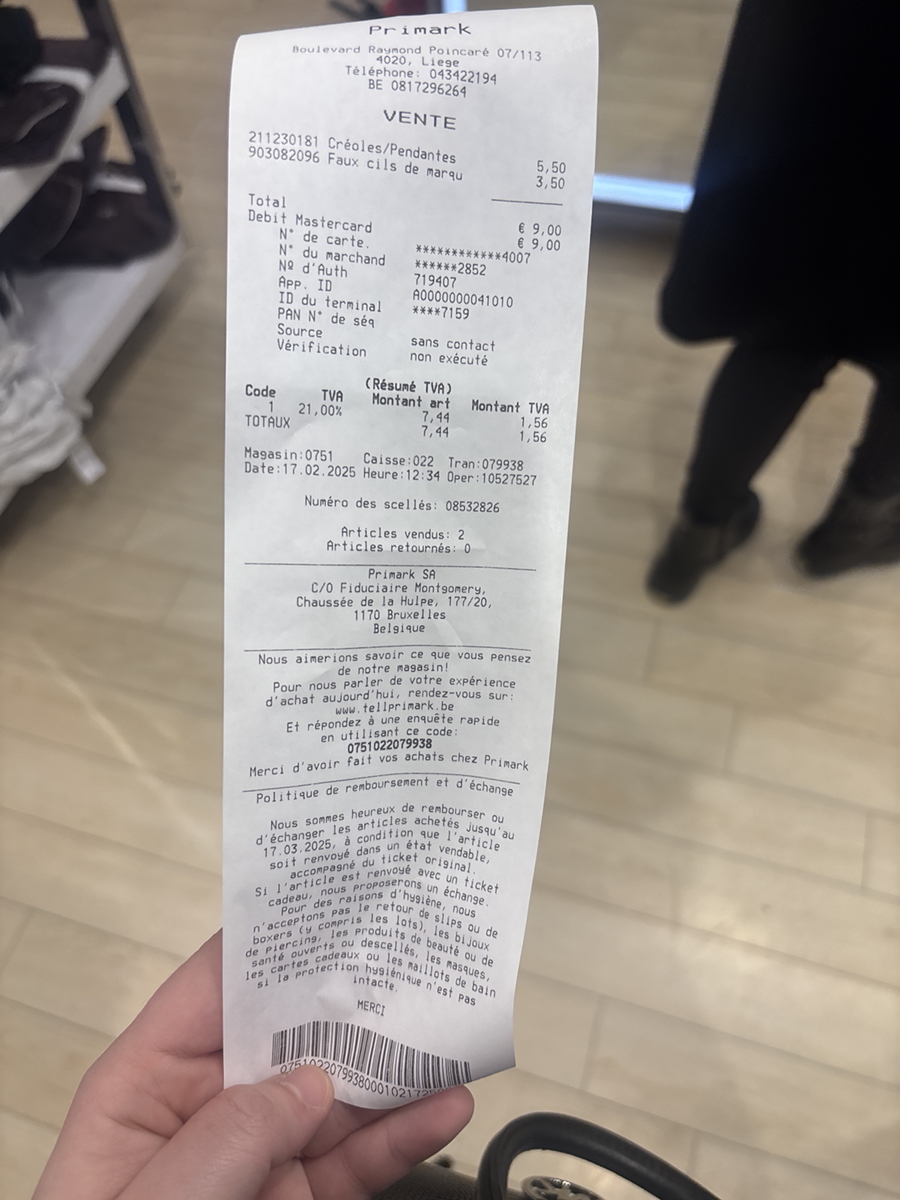 Primark
Boulevard Raymond Poincaré 07/113
4020, Liege
Téléphone: 043422194
BE 0817296264
VENTE
211230181 Créoles/Pendantes 5,50
903082096 Faux cils de marqu 3,50
Total € 9,00
Debit Mastercard € 9,00
N° de carte. ************4007
N° du marchand ******2852
Nº d'Auth 719407
App. ID A0000000041010
ID du terminal ****7159
PAN N° de séq
Source sans contact
Vérification non exécuté
(Résumé TVA)
Code TVA Montant art Montant TVA
1 21,00% 7,44 1,56
TOTAUX 7,44 1,56
Magasin:0751 Caisse:022 Tran:079938
Date:17.02.2025 Heure:12:34 Oper:10527527
Numéro des scellés: 08532826
Articles vendus: 2
Articles retournés: 0
Primark SA
C/O Fiduciaire Montgomery,
Chaussée de la Hulpe, 177/20,
1170 Bruxelles
Belgique
Nous aimerions savoir ce que vous pensez
de notre magasin!
Pour nous parler de votre expérience
d'achat aujourd'hui, rendez-vous sur:
www.tellprimark.be
Et répondez à une enquête rapide
en utilisant ce code:
0751022079938
Merci d'avoir fait vos achats chez Primark
Politique de remboursement et d'échange
Nous sommes heureux de rembourser ou
d'échanger les articles achetés jusqu'au
17.03.2025, à condition que l'article
soit renvoyé dans un état vendable,
accompagné du ticket original.
Si l'article est renvoyé avec un ticket
cadeau, nous proposerons un échange.
Pour des raisons d'hygiène, nous
n'acceptons pas le retour de slips ou de
boxers (y compris les lots), les bijoux
de piercing, les produits de beauté ou de
santé ouverts ou descellés, les masques,
les cartes cadeaux ou les maillots de bain
si la protection hygiénique n'est pas
intacte.
MERCI